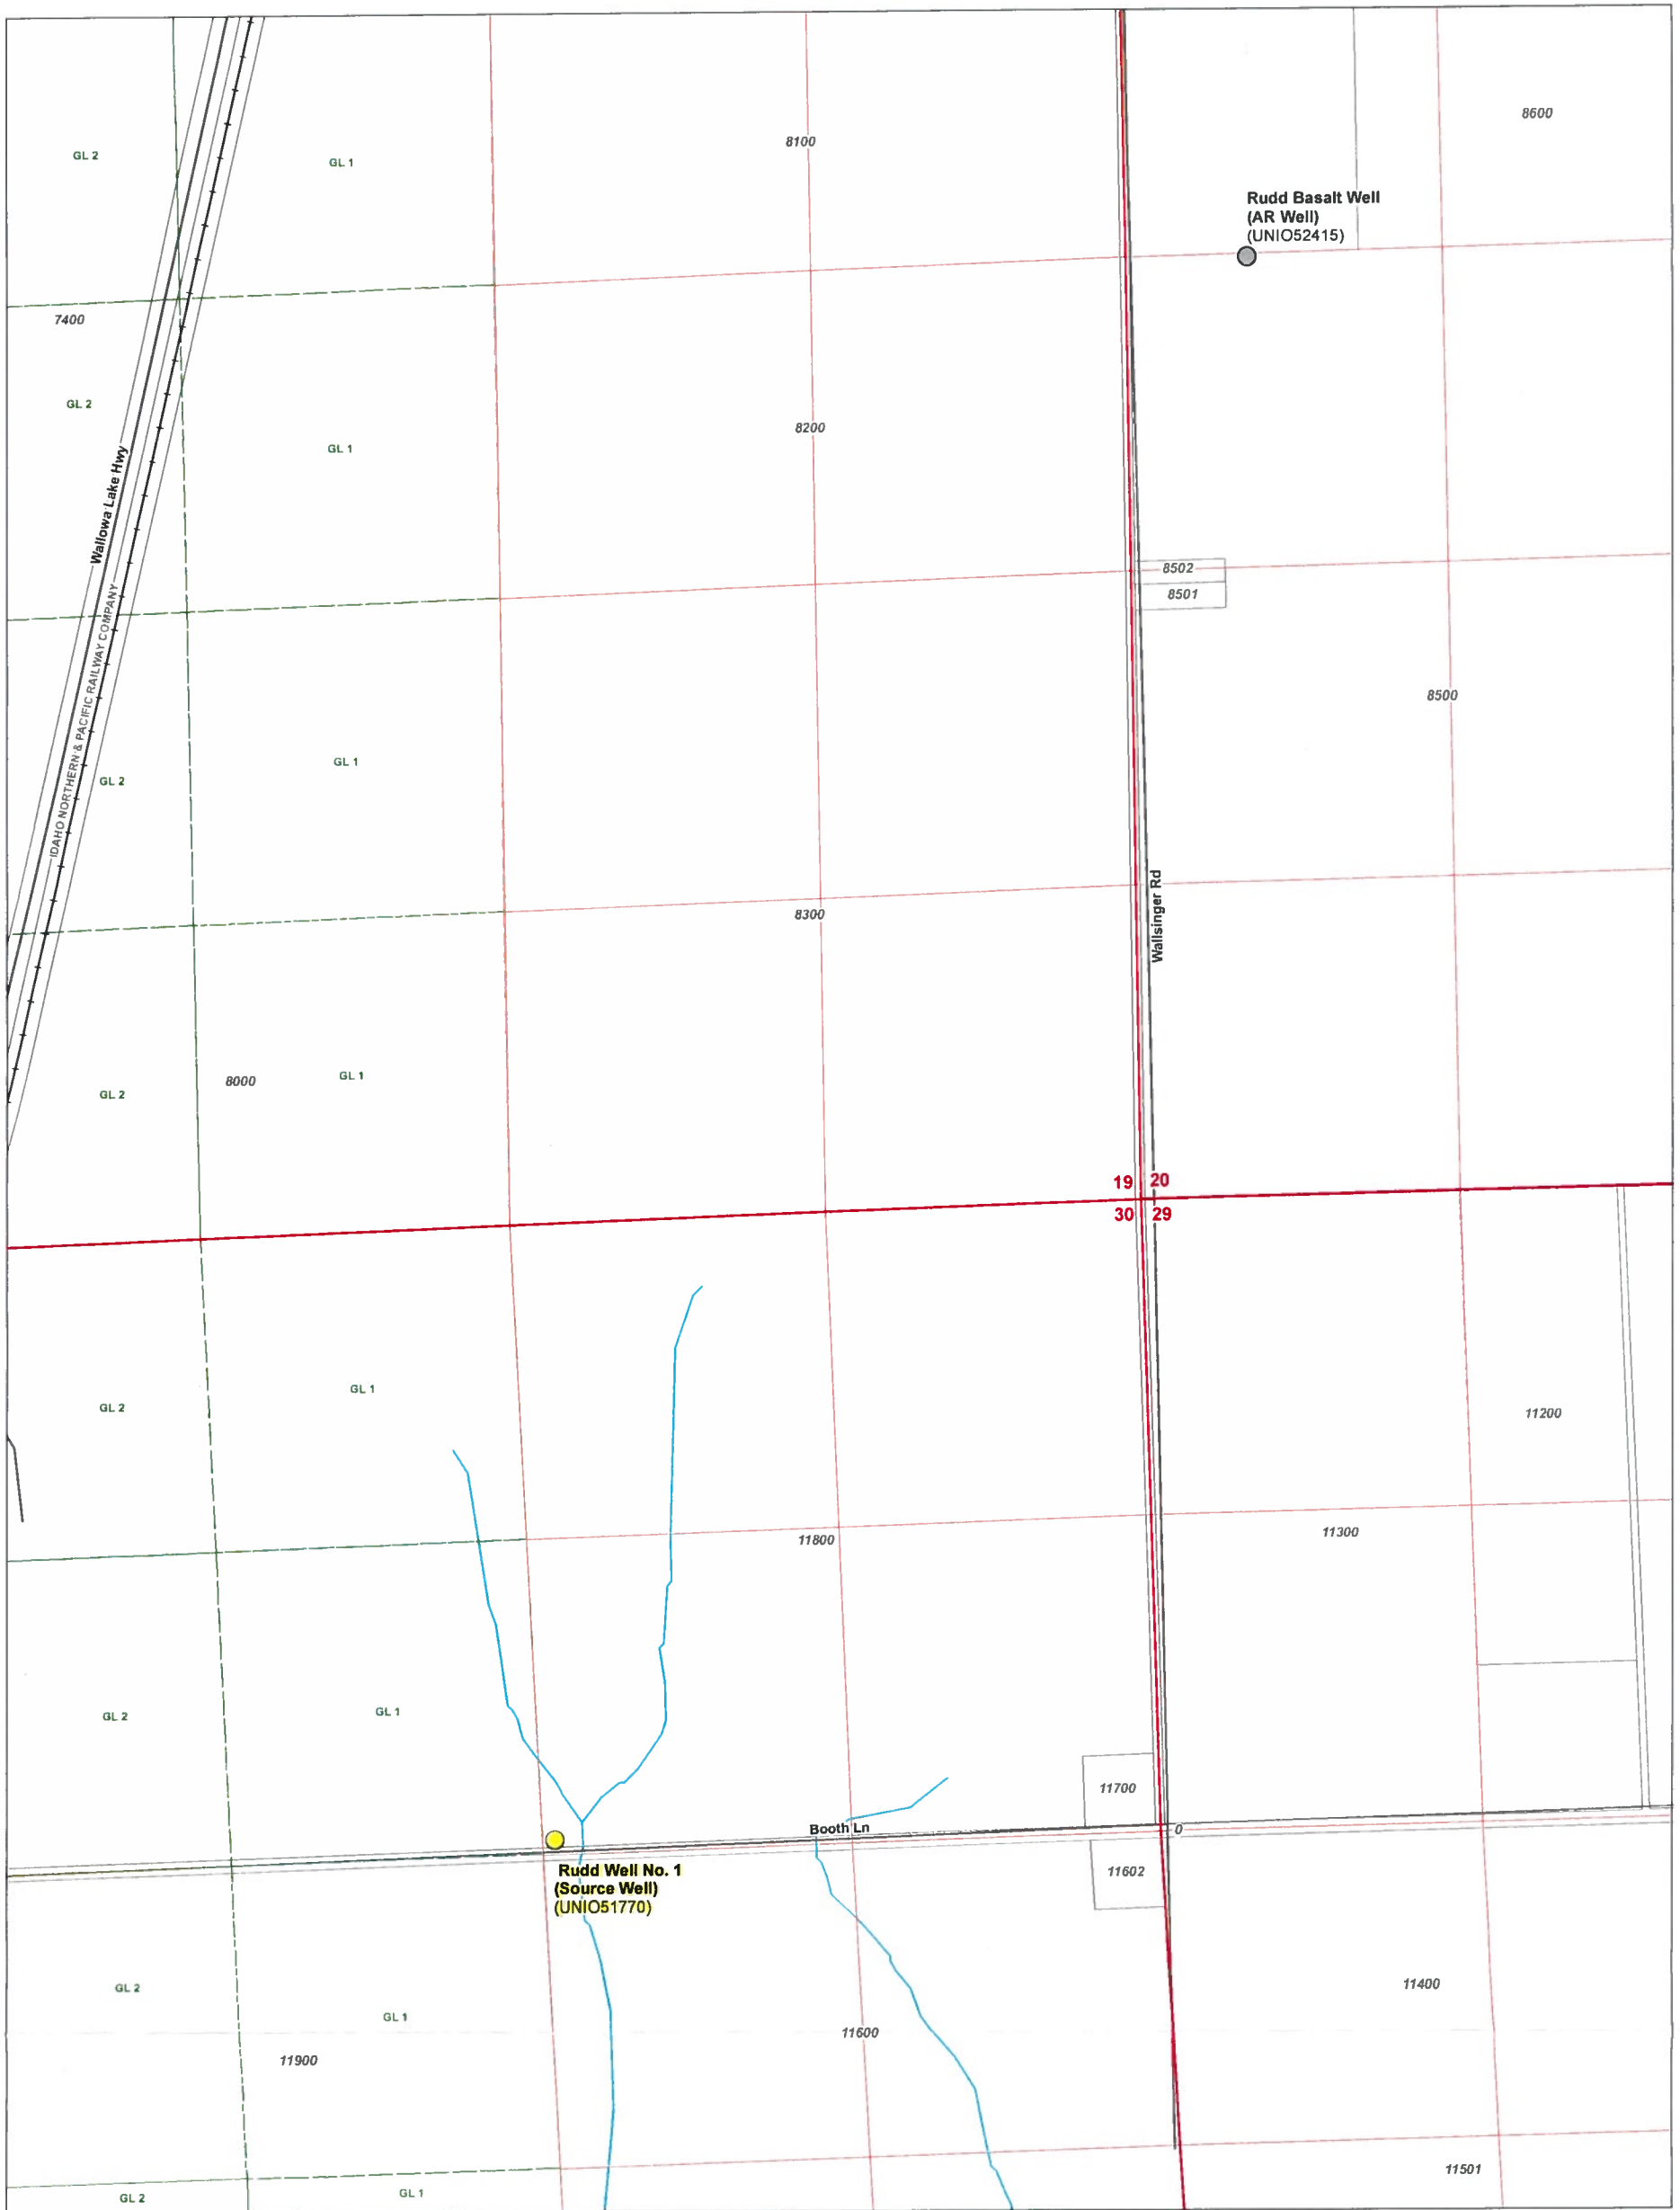 8600
8100
GL 2
GL 1
Rudd Basalt Well
(AR Well)
(UNIO52415)
7400
GL 2
8200
GL 1
Wallowa Lake Hwy
8502
8501
IDAHO NORTHERN & PACIFIC RAILWAY COMPANY
8500
GL 1
GL 2
8300
Wallsinger Rd
8000
GL 1
GL 2
19
20
30
29
GL 1
GL 2
11200
11300
11800
GL 2
GL 1
11700
Booth Ln
0
Rudd Well No. 1
(Source Well)
(UNIO51770)
11602
GL 2
11400
GL 1
11600
11900
11501
GL 2
GL 1